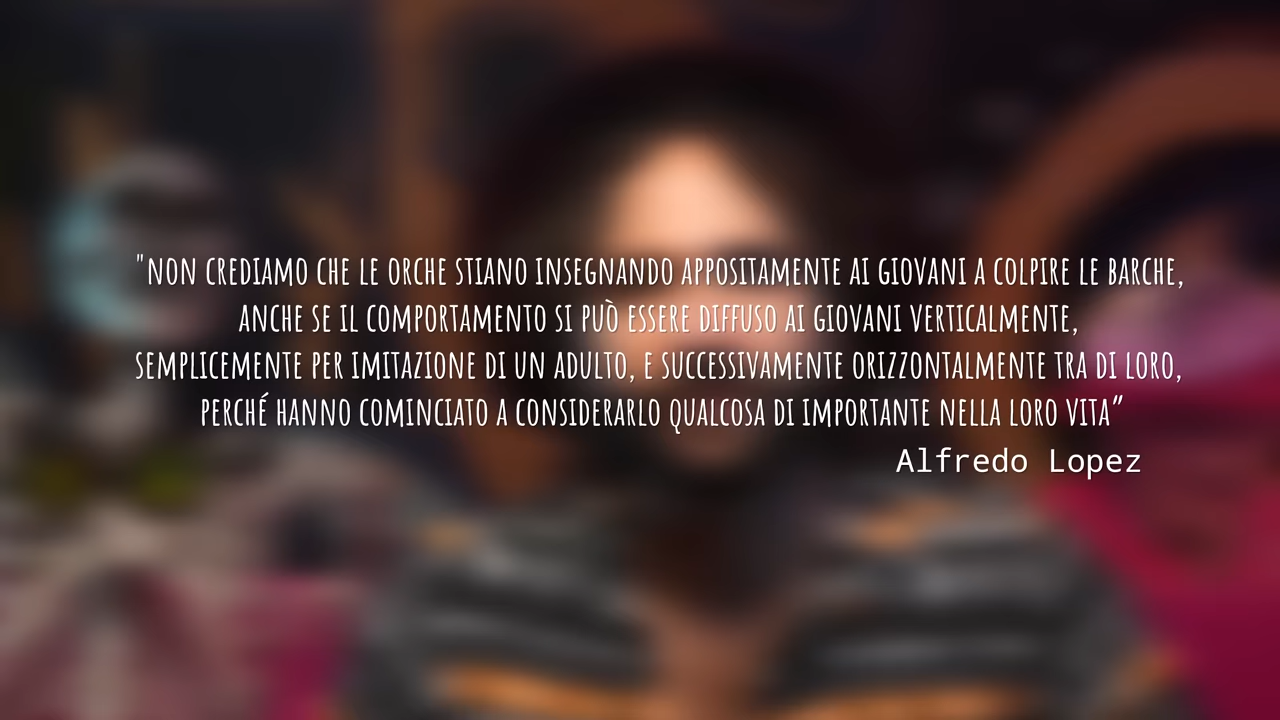 "NON CREDIAMO CHE LE ORCHE STIANO INSEGNANDO APPOSITAMENTE AI GIOVANI A COLPIRE LE BARCHE,
ANCHE SE IL COMPORTAMENTO SI PUÒ ESSERE DIFFUSO AI GIOVANI VERTICALMENTE,
SEMPLICEMENTE PER IMITAZIONE DI UN ADULTO, E SUCCESSIVAMENTE ORIZZONTALMENTE TRA DI LORO,
PERCHÉ HANNO COMINCIATO A CONSIDERARLO QUALCOSA DI IMPORTANTE NELLA LORO VITA”
Alfredo Lopez